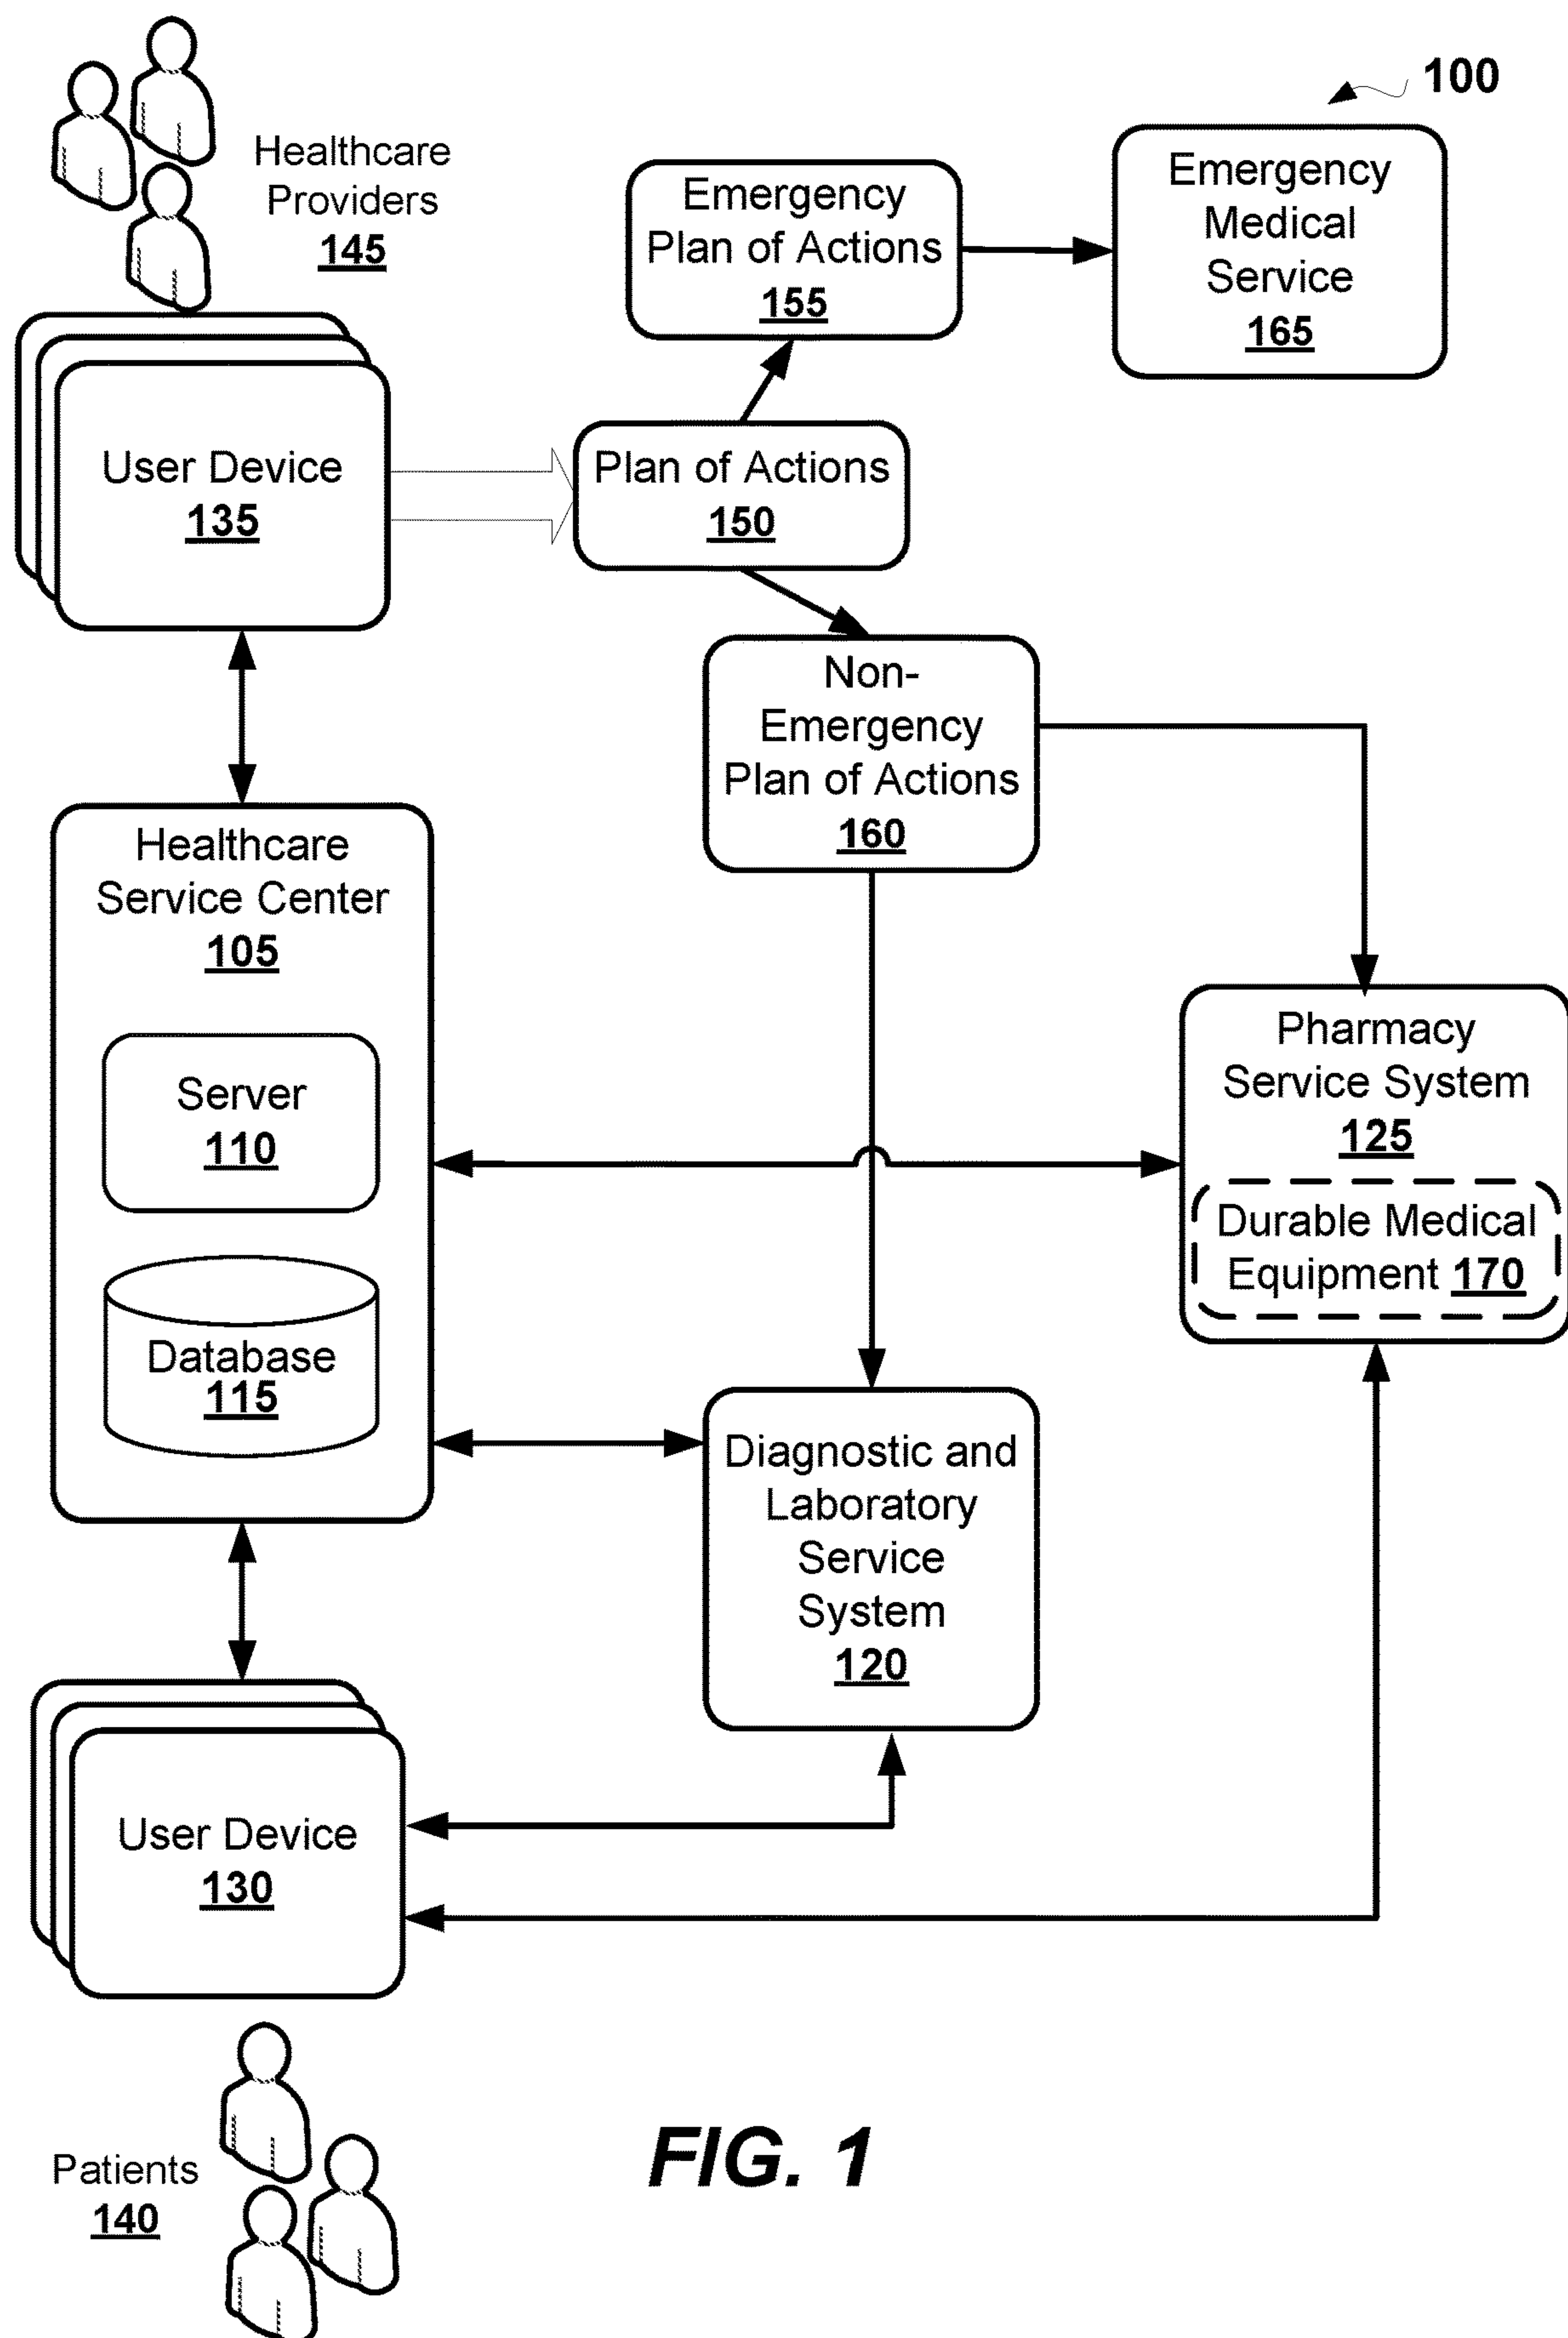 100
Healthcare
Providers
145
Emergency
Plan of Actions
155
Emergency
Medical
Service
165
User Device
135
Plan of Actions
150
Non-
Emergency
Plan of Actions
160
Healthcare
Service Center
105
Server
110
Database
115
Pharmacy
Service System
125
Durable Medical
Equipment 170
Diagnostic and
Laboratory
Service
System
120
User Device
130
Patients
140
FIG. 1